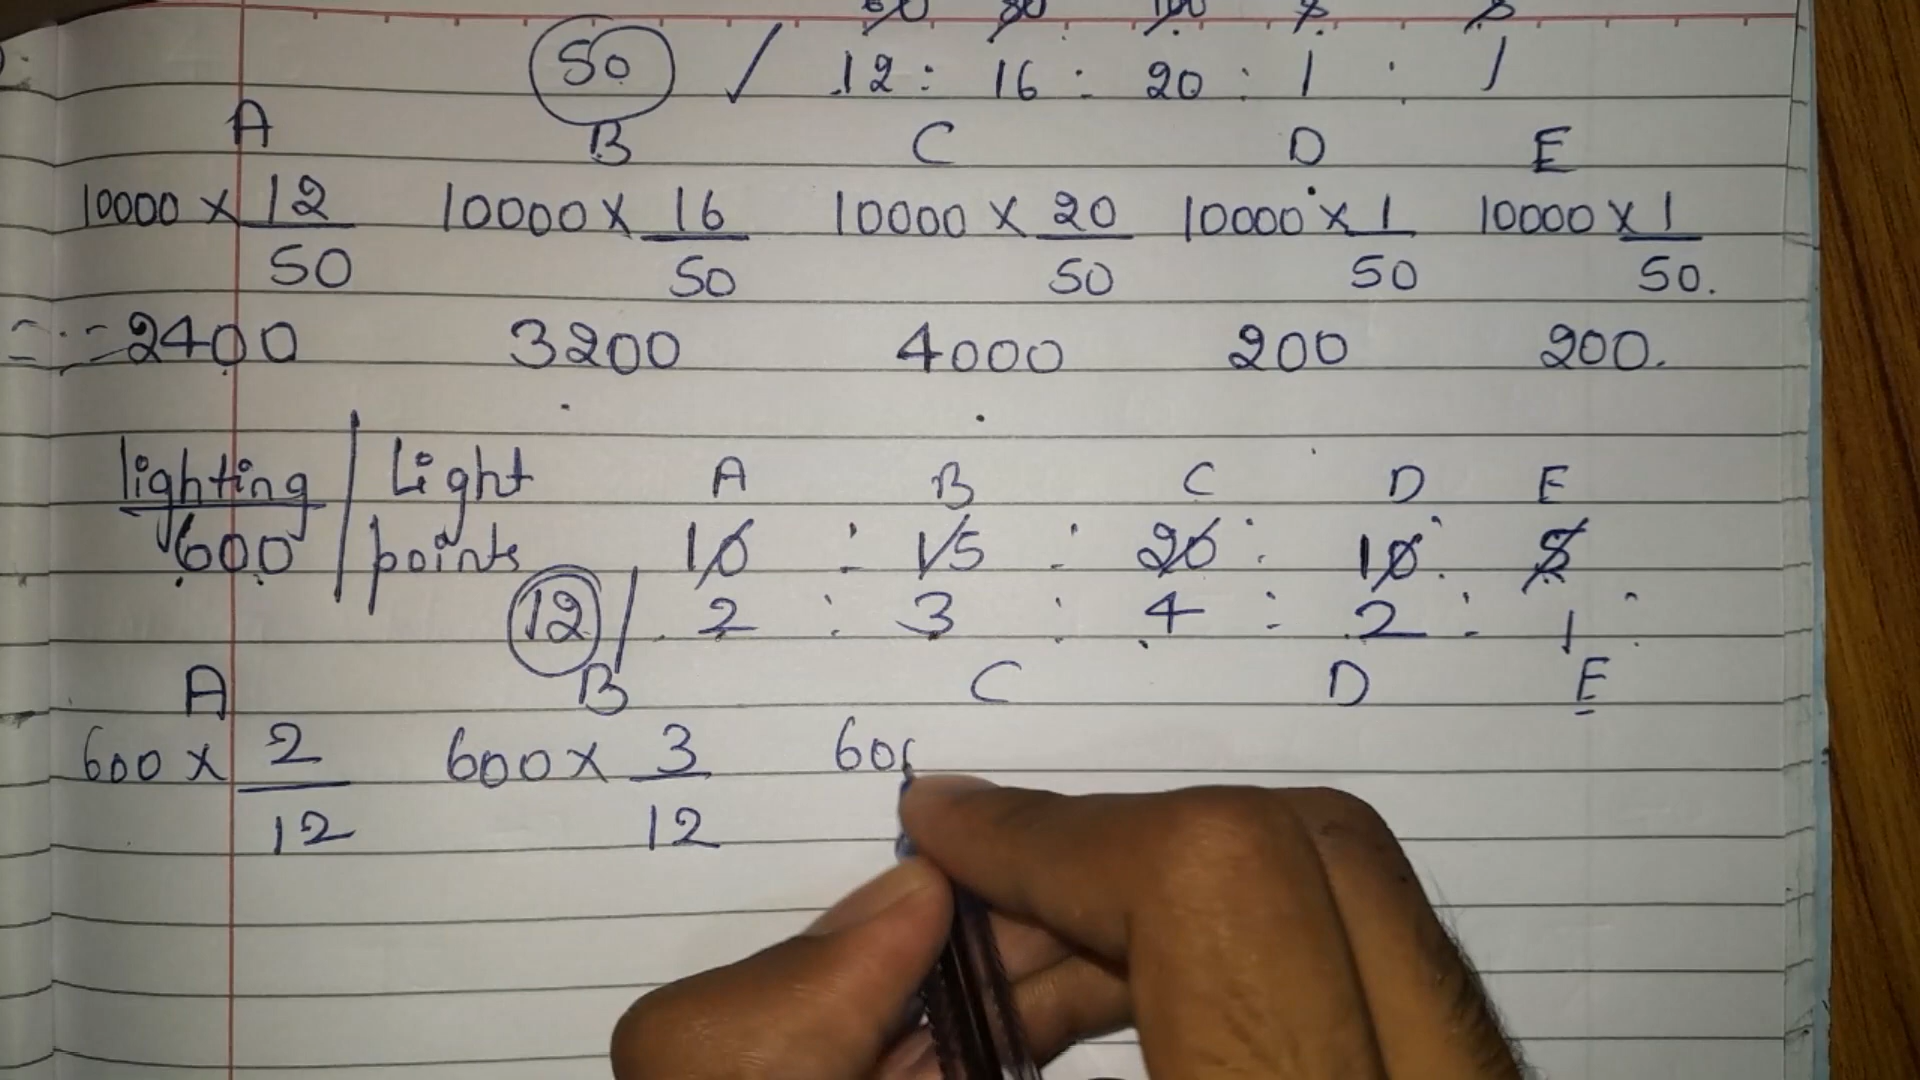 50 / 12 : 16 : 20 : 1 : 1
A B C D E
10000 × 12/50 10000 × 16/50 10000 × 20/50 10000 × 1/50 10000 × 1/50.
= 2400 3200 4000 200 200.
lighting | Light A B C D E
600 | points 10 : 15 : 20 : 10 : 5
12 / 2 : 3 : 4 : 2 : 1
A B C D E
600 × 2/12 600 × 3/12 600